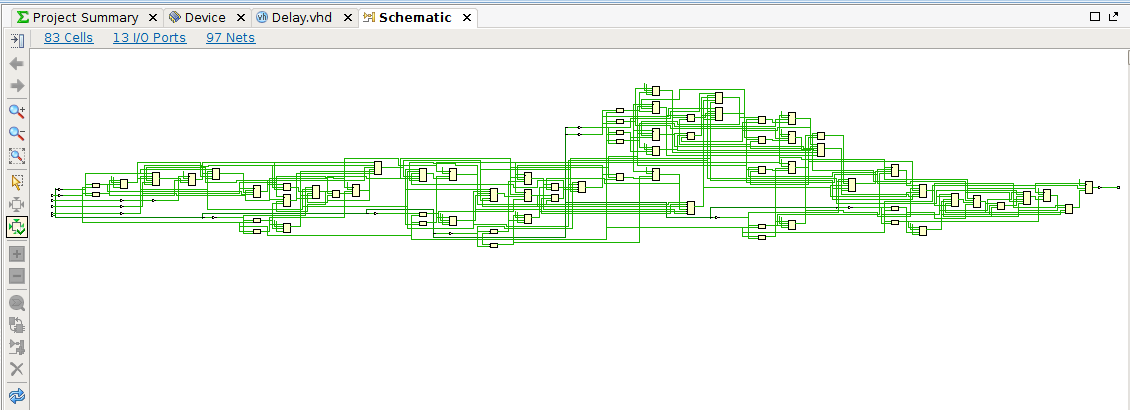 Project Summary × Device × Delay.vhd × Schematic ×
83 Cells 13 I/O Ports 97 Nets